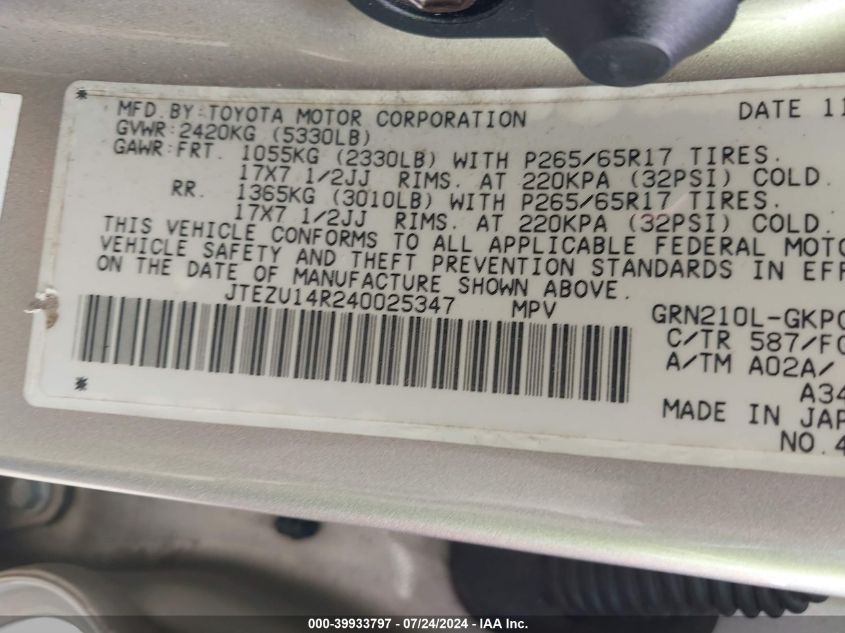 MFD.BY:TOYOTA MOTOR CORPORATION DATE 11
GVWR:2420KG (5330LB)
GAWR:FRT. 1055KG (2330LB) WITH P265/65R17 TIRES.
17X7 1/2JJ RIMS. AT 220KPA (32PSI) COLD.
RR. 1365KG (3010LB) WITH P265/65R17 TIRES.
17X7 1/2JJ RIMS. AT 220KPA (32PSI) COLD.
THIS VEHICLE CONFORMS TO ALL APPLICABLE FEDERAL MOTO
VEHICLE SAFETY AND THEFT PREVENTION STANDARDS IN EFF
ON THE DATE OF MANUFACTURE SHOWN ABOVE.
JTEZU14R240025347 MPV GRN210L-GKP
C/TR 587/F
A/TM A02A/
A34
MADE IN JAP
NO.4
000-39933797 / 07/24/2024 - IAA Inc.